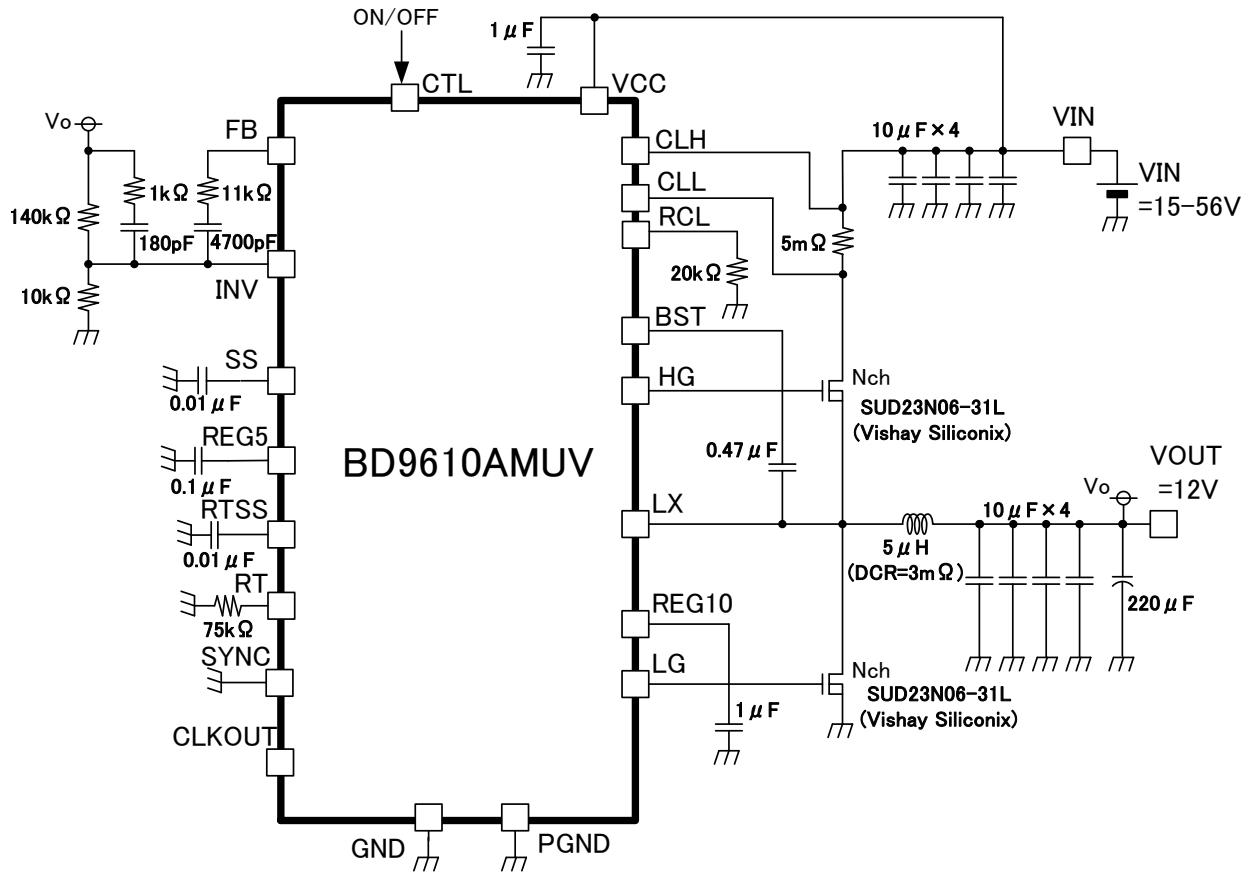 ON/OFF
1μF
CTL
VCC
Vo
FB
CLH
10μF×4
VIN
1kΩ
11kΩ
CLL
VIN
=15-56V
140kΩ
RCL
5mΩ
180pF
4700pF
20kΩ
10kΩ
INV
BST
SS
HG
Nch
0.01μF
SUD23N06-31L
(Vishay Siliconix)
REG5
BD9610AMUV
0.47μF
0.1μF
VOUT
=12V
RTSS
LX
Vo
10μF×4
0.01μF
5μH
(DCR=3mΩ)
RT
REG10
220μF
75kΩ
SYNC
LG
Nch
SUD23N06-31L
(Vishay Siliconix)
1μF
CLKOUT
GND
PGND